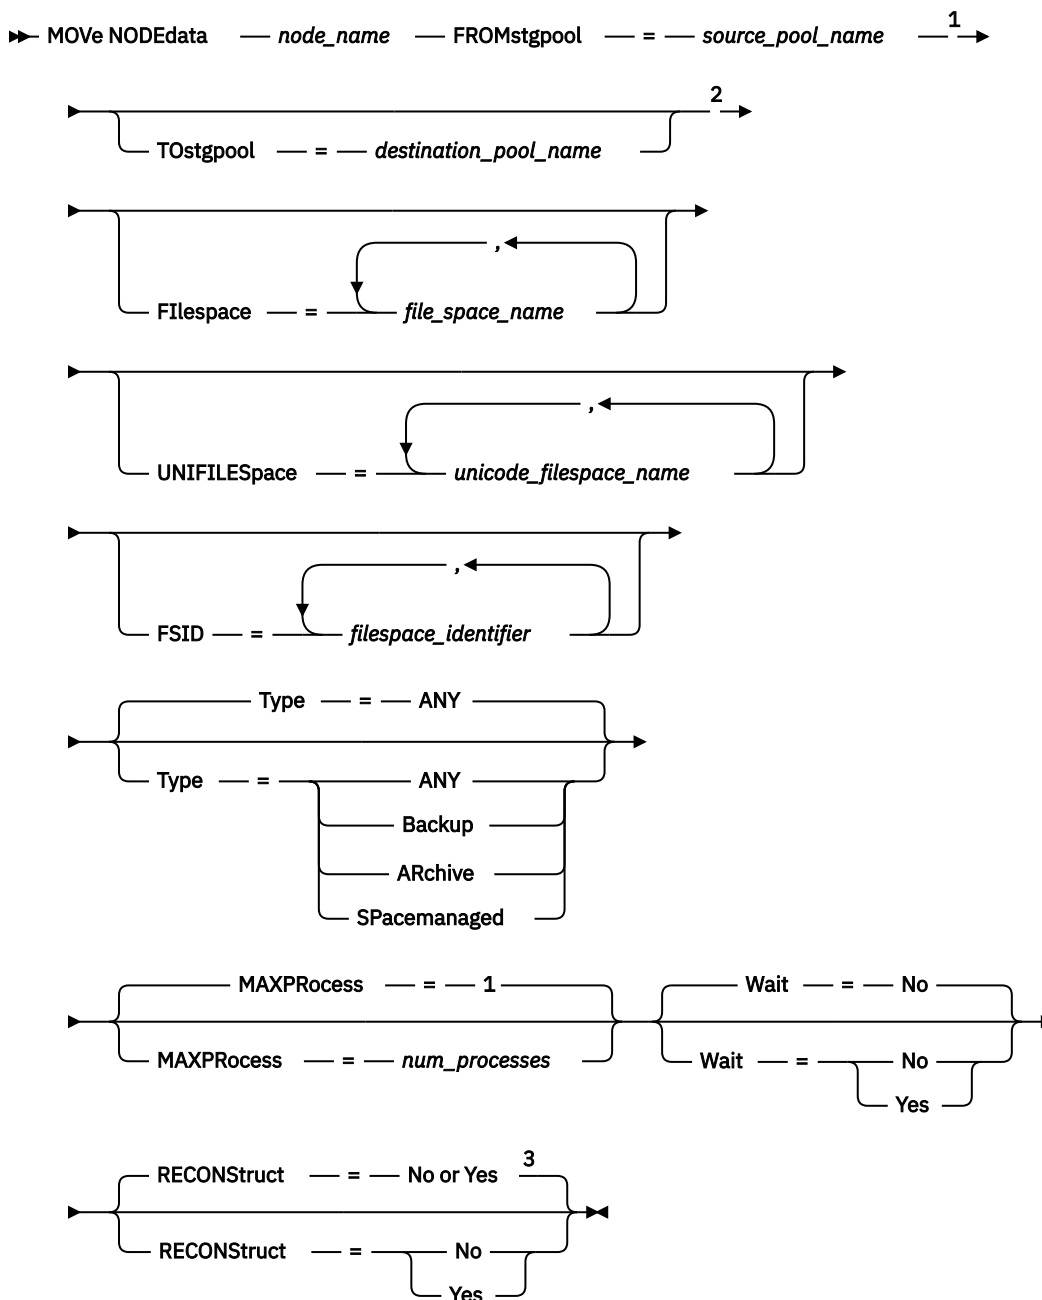 MOVe NODEdata node_name FROMstgpool = source_pool_name 1
2
TOstgpool = destination_pool_name
,
FIlespace = file_space_name
,
UNIFILESpace = unicode_filespace_name
,
FSID = filespace_identifier
Type = ANY
Type = ANY
Backup
ARchive
SPacemanaged
MAXPRocess = 1 Wait = No
MAXPRocess = num_processes Wait = No
Yes
RECONStruct = No or Yes 3
RECONStruct = No
Yes